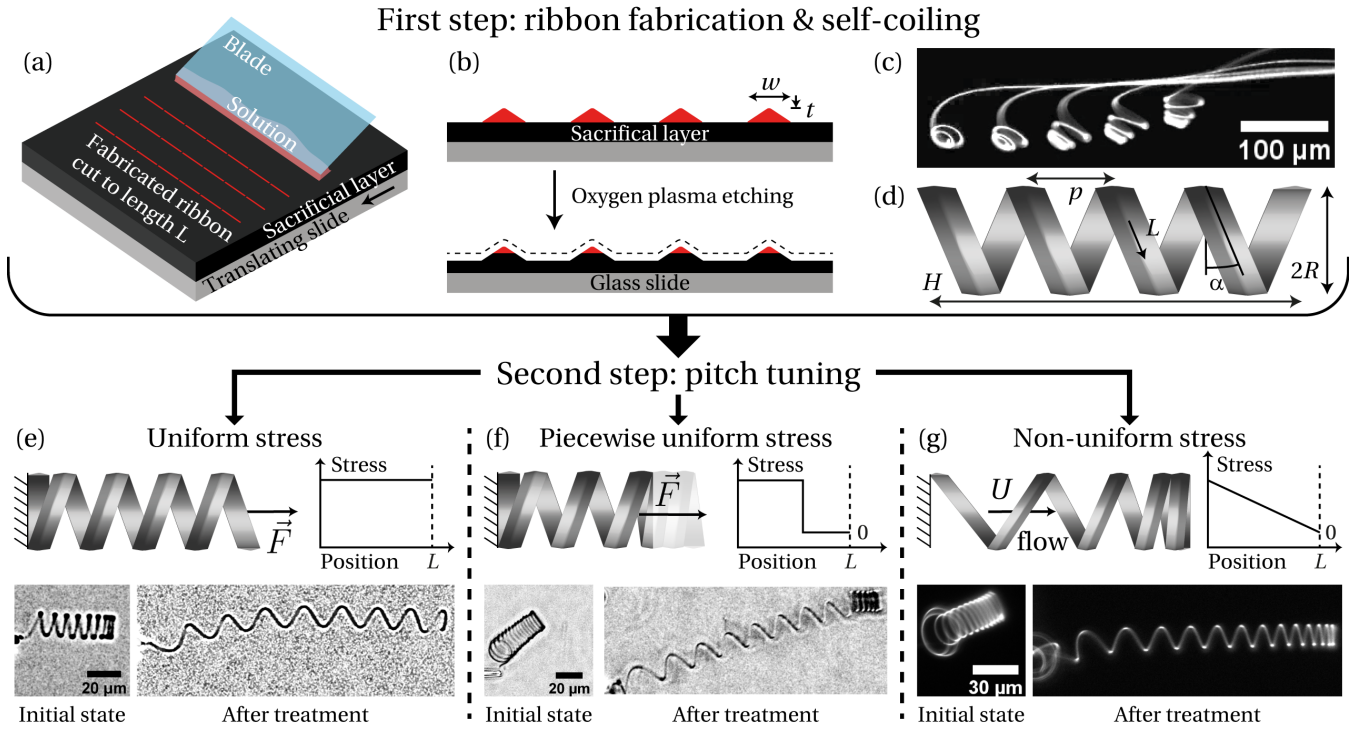 First step: ribbon fabrication & self-coiling
(a)
Blade
Solution
Fabricated ribbon
cut to length L
Sacrificial layer
Translating slide
(b)
w
t
Sacrifical layer
Oxygen plasma etching
Glass slide
(c)
100 µm
(d)
p
L
α
2R
H
Second step: pitch tuning
(e)
Uniform stress
F
Stress
Position
L
20 µm
Initial state
After treatment
(f)
Piecewise uniform stress
F
Stress
0
Position
L
20 µm
Initial state
After treatment
(g)
Non-uniform stress
U
flow
Stress
0
Position
L
30 µm
Initial state
After treatment